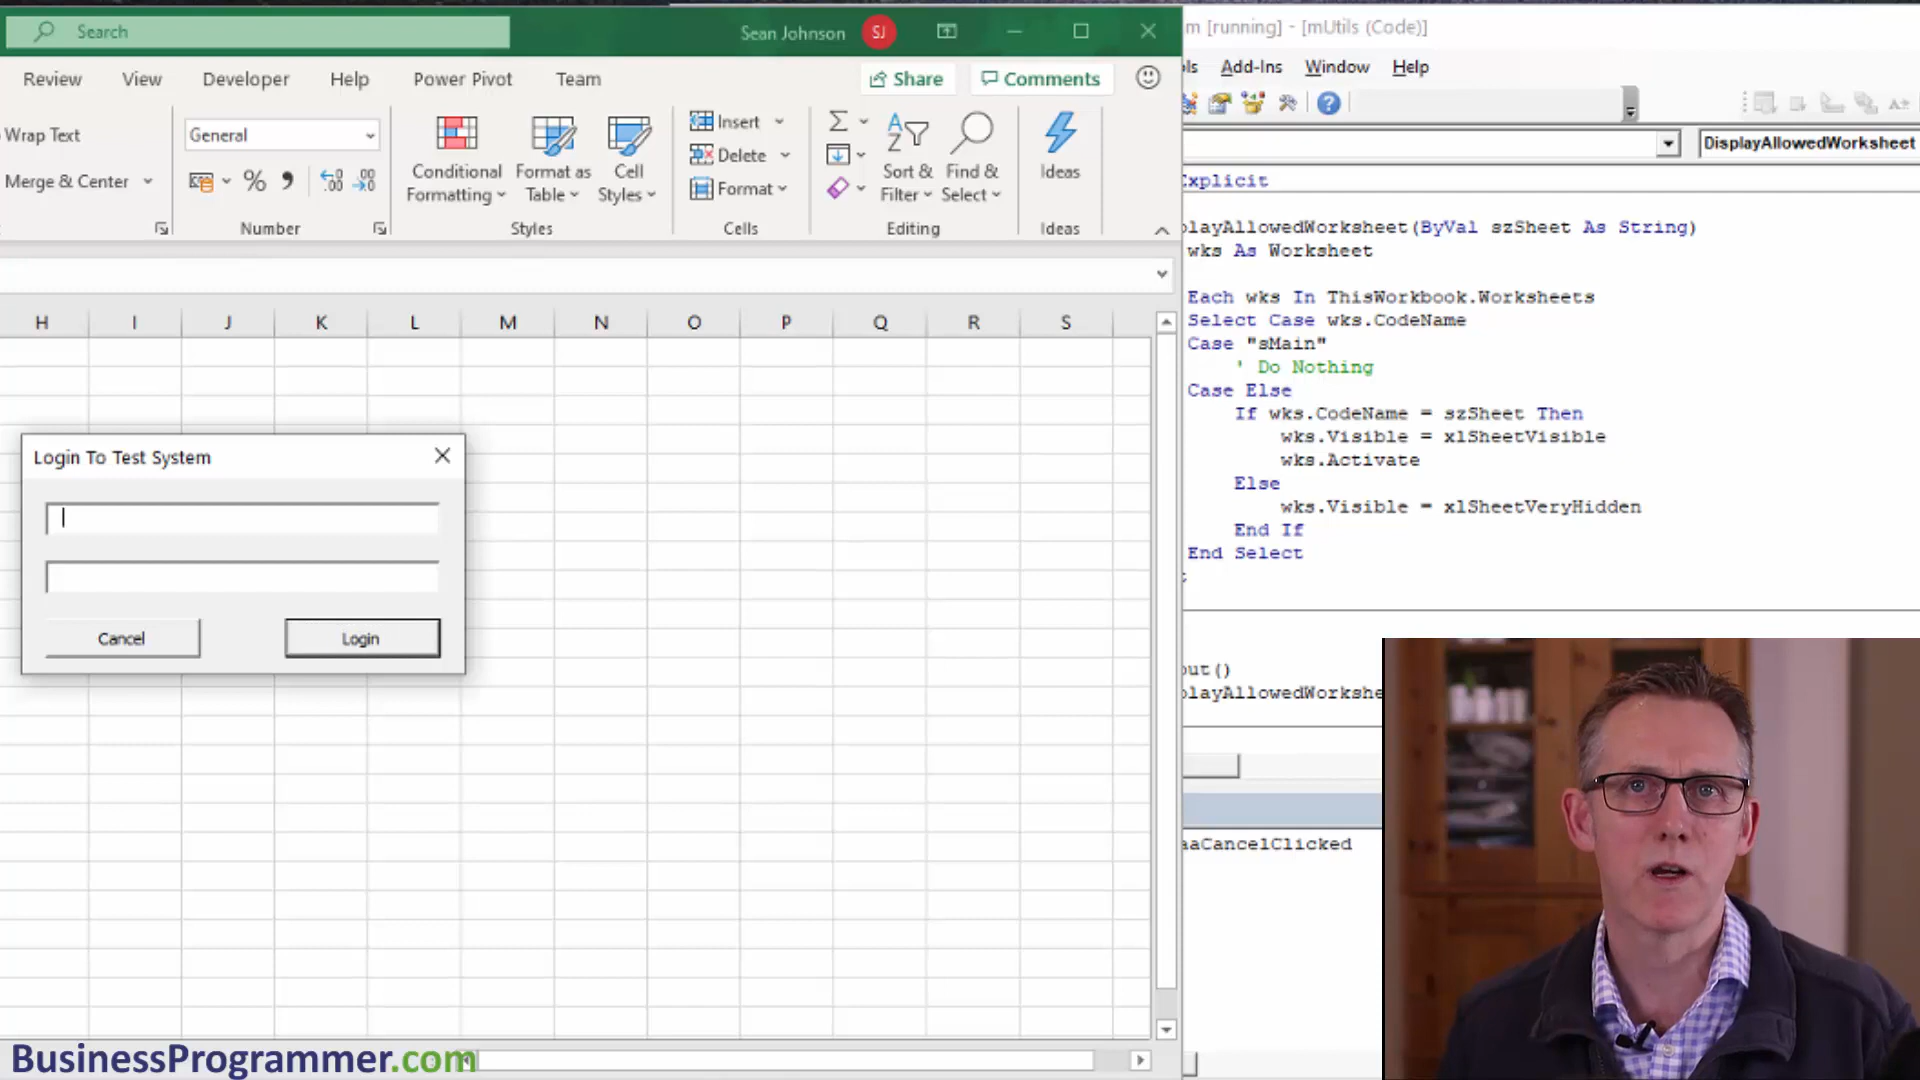 Search
Sean Johnson SJ
Review View Developer Help Power Pivot Team Share Comments
Wrap Text
Merge & Center
General
Number
Conditional Formatting
Format as Table
Cell Styles
Styles
Insert
Delete
Format
Cells
Sort & Filter
Find & Select
Editing
Ideas
Ideas
H I J K L M N O P Q R S
Login To Test System
Cancel Login
m [running] - [mUtils (Code)]
ls Add-Ins Window Help
DisplayAllowedWorksheet
Explicit
playAllowedWorksheet(ByVal szSheet As String)
wks As Worksheet
Each wks In ThisWorkbook.Worksheets
Select Case wks.CodeName
Case "sMain"
' Do Nothing
Case Else
If wks.CodeName = szSheet Then
wks.Visible = xlSheetVisible
wks.Activate
Else
wks.Visible = xlSheetVeryHidden
End If
End Select
out()
playAllowedWorkshe
aaCancelClicked
BusinessProgrammer.com